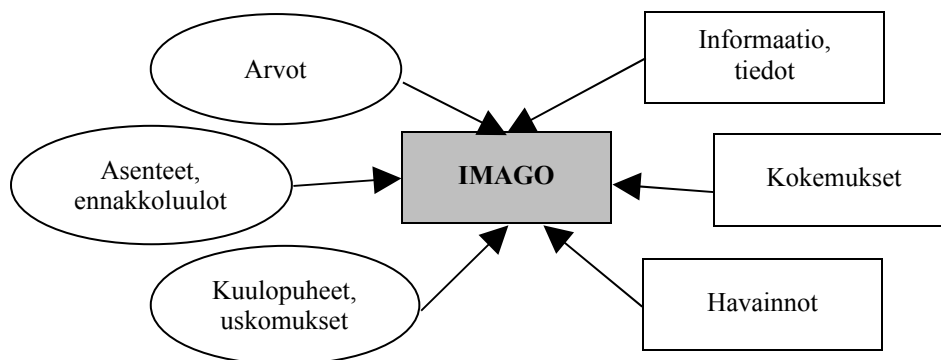 Arvot
Informaatio,
tiedot
Asenteet,
ennakkoluulot
IMAGO
Kokemukset
Kuulopuheet,
uskomukset
Havainnot